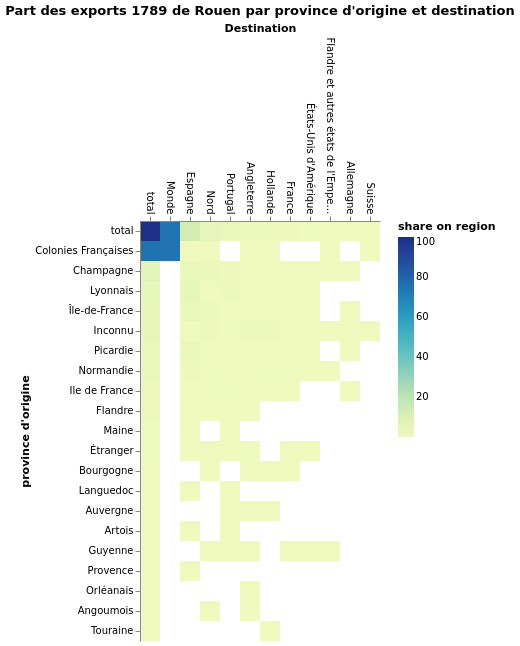 Part des exports 1789 de Rouen par province d'origine et destination
Destination
total
Monde
Espagne
Nord
Portugal
Angleterre
Hollande
France
États-Unis d'Amérique
Flandre et autres états de l'Empe…
Allemagne
Suisse
province d'origine
total
Colonies Françaises
Champagne
Lyonnais
Île-de-France
Inconnu
Picardie
Normandie
Ile de France
Flandre
Maine
Étranger
Bourgogne
Languedoc
Auvergne
Artois
Guyenne
Provence
Orléanais
Angoumois
Touraine
share on region
100
80
60
40
20